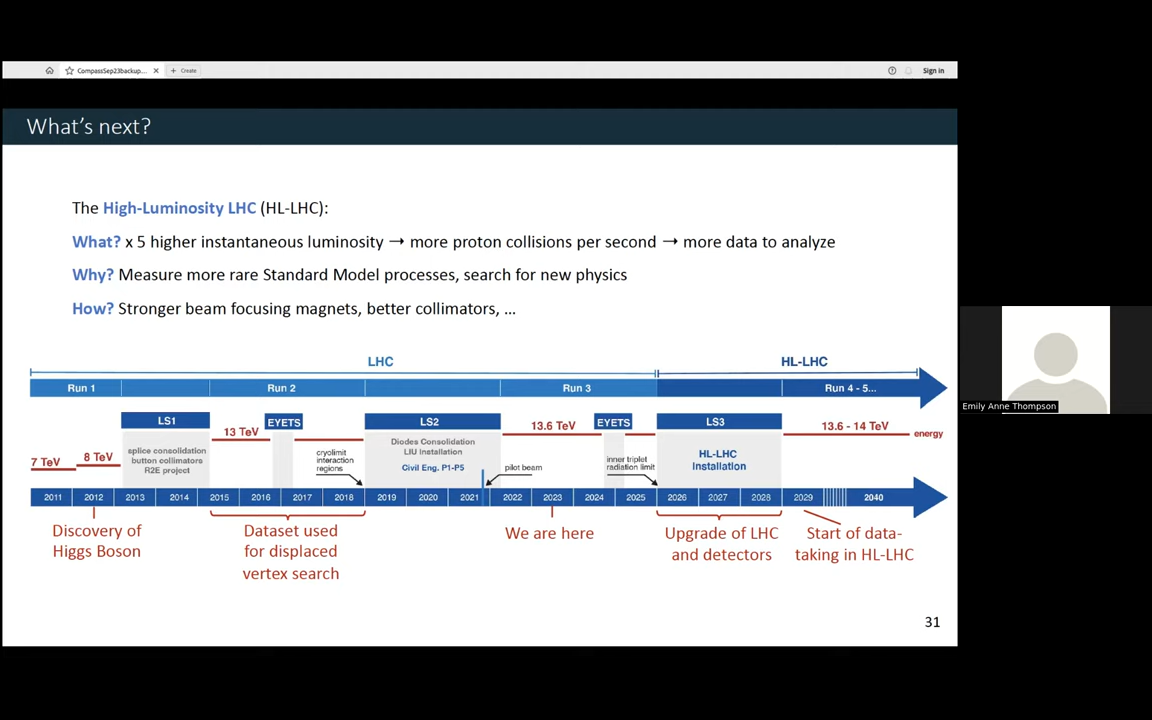 CompassSep23backup...
Create
Sign in
What's next?
The High-Luminosity LHC (HL-LHC):
What? x 5 higher instantaneous luminosity → more proton collisions per second → more data to analyze
Why? Measure more rare Standard Model processes, search for new physics
How? Stronger beam focusing magnets, better collimators, ...
LHC
HL-LHC
Run 1
Run 2
Run 3
Run 4 - 5...
LS1
EYETS
LS2
EYETS
LS3
7 TeV
8 TeV
13 TeV
13.6 TeV
13.6 - 14 TeV
energy
splice consolidation
button collimators
R2E project
cryolimit
interaction
regions
Diodes Consolidation
LIU Installation
Civil Eng. P1-P5
pilot beam
inner triplet
radiation limit
HL-LHC
installation
2011 2012 2013 2014 2015 2016 2017 2018 2019 2020 2021 2022 2023 2024 2025 2026 2027 2028 2029 2040
Discovery of
Higgs Boson
Dataset used
for displaced
vertex search
We are here
Upgrade of LHC
and detectors
Start of data-
taking in HL-LHC
31
Emily Anne Thompson